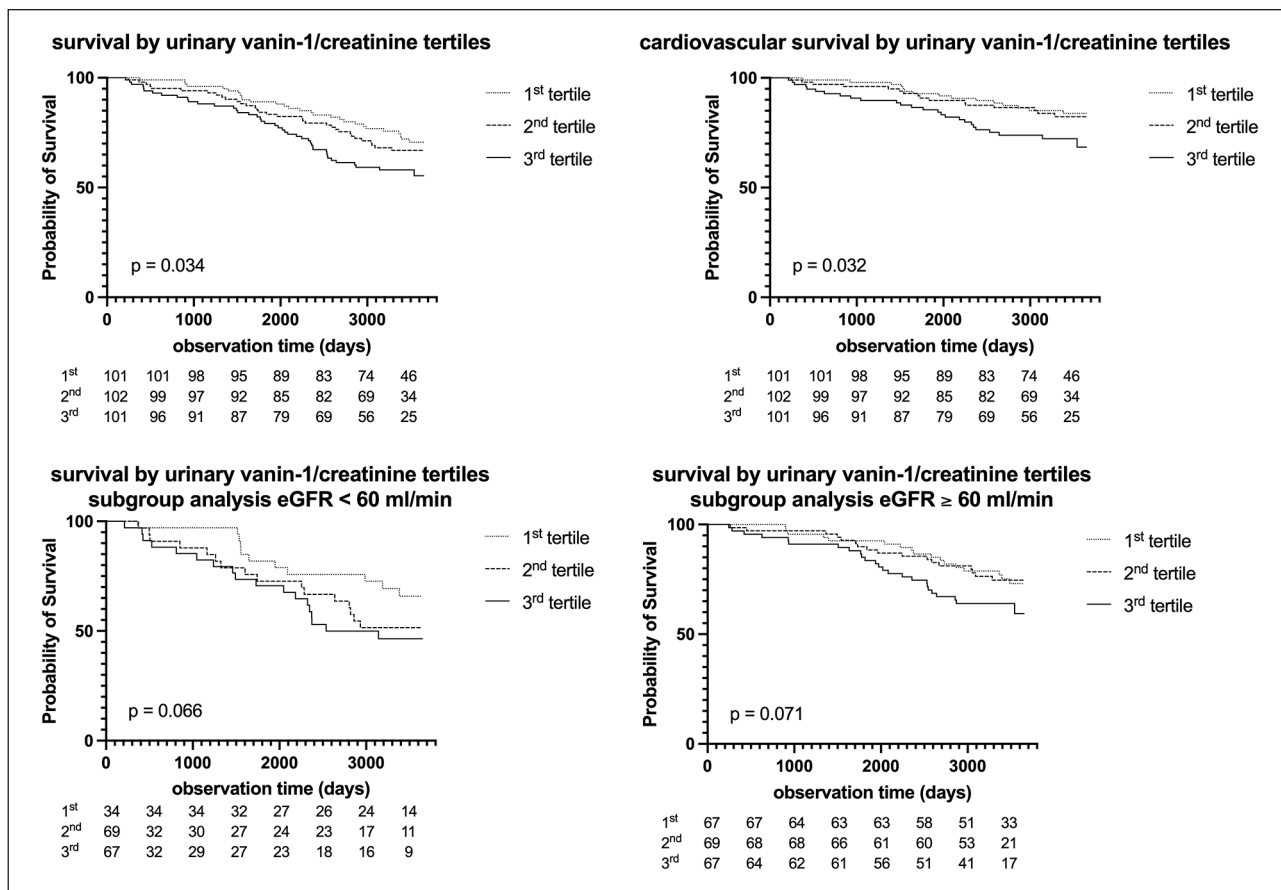 survival by urinary vanin-1/creatinine tertiles
Probability of Survival
100
50
0
1st tertile
2nd tertile
3rd tertile
p = 0.034
0 1000 2000 3000
observation time (days)
1st 101 101 98 95 89 83 74 46
2nd 102 99 97 92 85 82 69 34
3rd 101 96 91 87 79 69 56 25
cardiovascular survival by urinary vanin-1/creatinine tertiles
Probability of Survival
100
50
0
1st tertile
2nd tertile
3rd tertile
p = 0.032
0 1000 2000 3000
observation time (days)
1st 101 101 98 95 89 83 74 46
2nd 102 99 97 92 85 82 69 34
3rd 101 96 91 87 79 69 56 25
survival by urinary vanin-1/creatinine tertiles
subgroup analysis eGFR < 60 ml/min
Probability of Survival
100
50
0
1st tertile
2nd tertile
3rd tertile
p = 0.066
0 1000 2000 3000
observation time (days)
1st 34 34 34 32 27 26 24 14
2nd 69 32 30 27 24 23 17 11
3rd 67 32 29 27 23 18 16 9
survival by urinary vanin-1/creatinine tertiles
subgroup analysis eGFR ≥ 60 ml/min
Probability of Survival
100
50
0
1st tertile
2nd tertile
3rd tertile
p = 0.071
0 1000 2000 3000
observation time (days)
1st 67 67 64 63 63 58 51 33
2nd 69 68 68 66 61 60 53 21
3rd 67 64 62 61 56 51 41 17